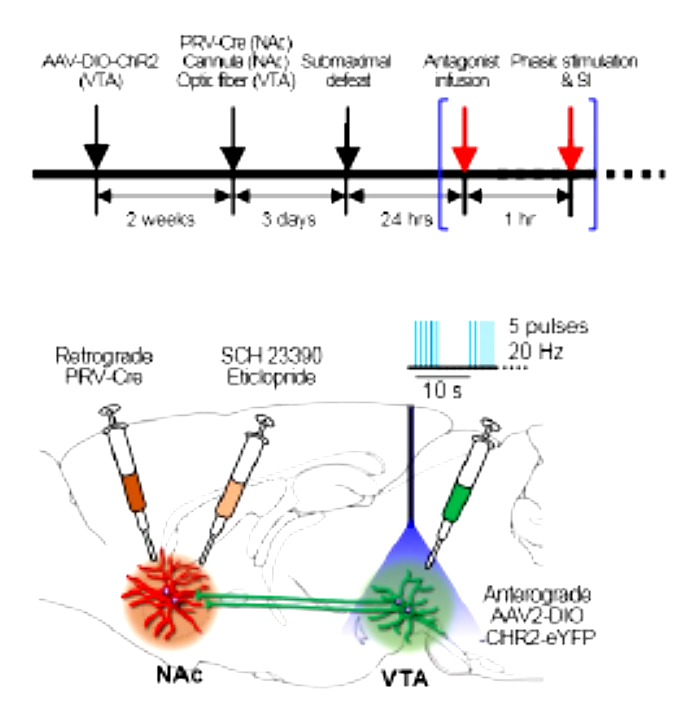 AAV-DIO-ChR2
(VTA)
PRV-Cre (NAc)
Cannula (NAc)
Optic fiber (VTA)
Submaximal
defeat
Antagonist
infusion
Phasic stimulation
& SI
2 weeks
3 days
24 hrs
1 hr
5 pulses
20 Hz
10 s
Retrograde
PRV-Cre
SCH 23390
Eticlopride
Anterograde
AAV2-DIO
-CHR2-eYFP
NAc
VTA